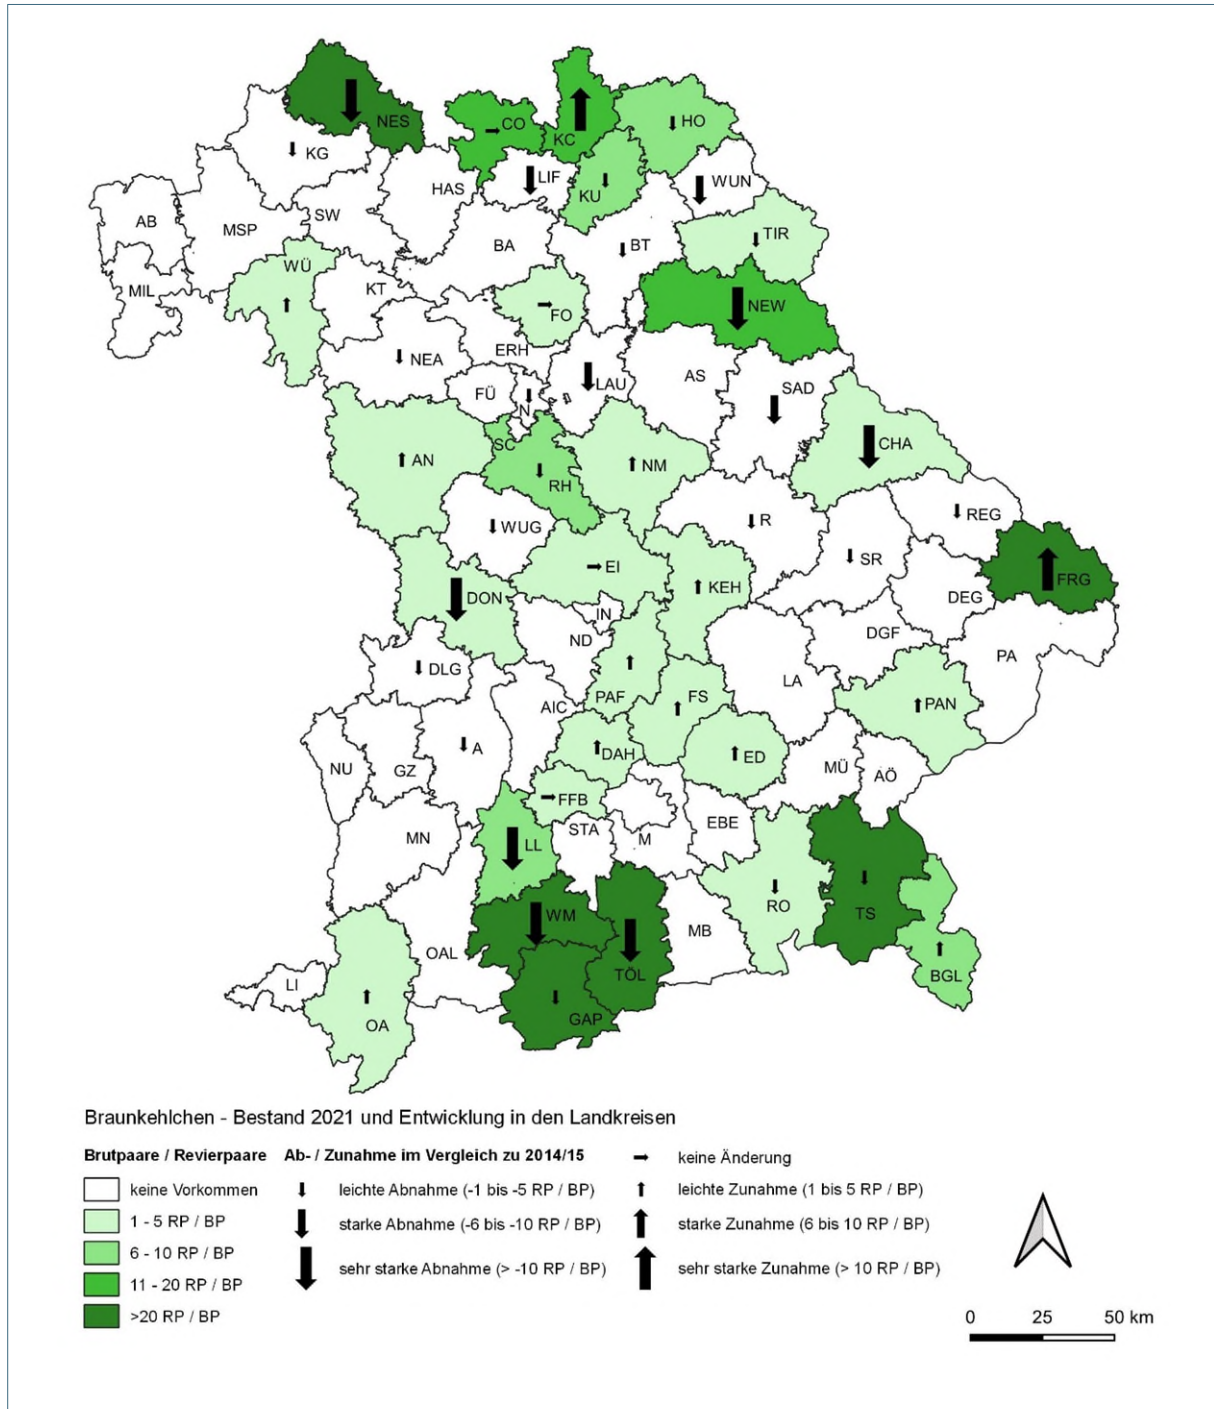 NES
CO
KC
HO
KG
LIF
KU
WUN
HAS
AB
MSP
SW
BA
BT
TIR
WÜ
MIL
KT
FO
NEW
ERH
NEA
FÜ
N
LAU
AS
SAD
SC
AN
RH
NM
CHA
WUG
R
REG
SR
EI
KEH
FRG
DON
IN
DEG
ND
DGF
PA
DLG
PAF
FS
LA
PAN
AIC
A
DAH
ED
NU
GZ
MÜ
AÖ
FFB
MN
LL
STA
M
EBE
WM
RO
TS
MB
OAL
TÖL
BGL
LI
OA
GAP
Braunkehlchen - Bestand 2021 und Entwicklung in den Landkreisen
Brutpaare / Revierpaare
keine Vorkommen
1 - 5 RP / BP
6 - 10 RP / BP
11 - 20 RP / BP
>20 RP / BP
Ab- / Zunahme im Vergleich zu 2014/15
leichte Abnahme (-1 bis -5 RP / BP)
starke Abnahme (-6 bis -10 RP / BP)
sehr starke Abnahme (> -10 RP / BP)
keine Änderung
leichte Zunahme (1 bis 5 RP / BP)
starke Zunahme (6 bis 10 RP / BP)
sehr starke Zunahme (> 10 RP / BP)
0 25 50 km